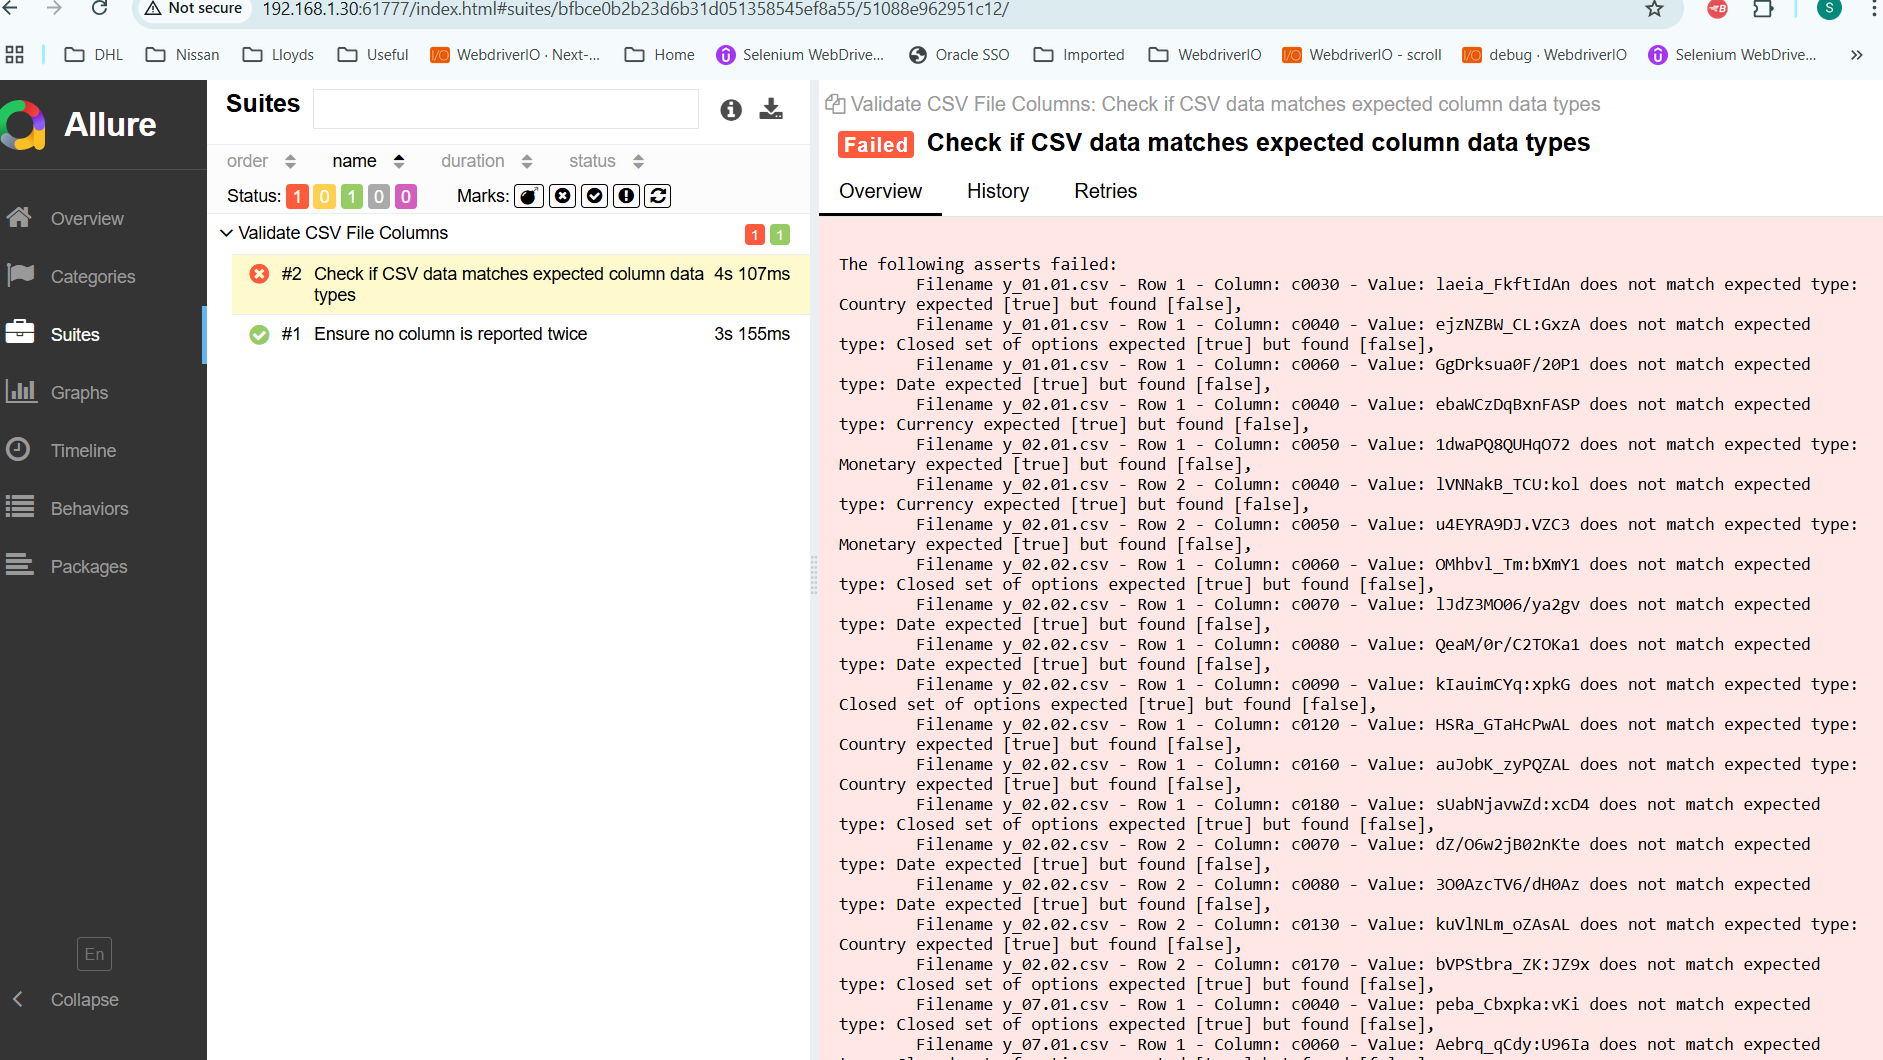 Not secure
192.168.1.30:61777/index.html#suites/bfbce0b2b23d6b31d051358545ef8a55/51088e962951c12/
S
DHL
Nissan
Lloyds
Useful
WebdriverIO · Next-...
Home
Selenium WebDrive...
Oracle SSO
Imported
WebdriverIO
WebdriverIO - scroll
debug · WebdriverIO
Selenium WebDrive...
»
Allure
Overview
Categories
Suites
Graphs
Timeline
Behaviors
Packages
En
Collapse
Suites
order name duration status
Status: 1 0 1 0 0 Marks:
Validate CSV File Columns 1 1
#2 Check if CSV data matches expected column data 4s 107ms
types
#1 Ensure no column is reported twice 3s 155ms
Validate CSV File Columns: Check if CSV data matches expected column data types
Failed Check if CSV data matches expected column data types
Overview History Retries
The following asserts failed:
Filename y_01.01.csv - Row 1 - Column: c0030 - Value: laeia_FkftIdAn does not match expected type:
Country expected [true] but found [false],
Filename y_01.01.csv - Row 1 - Column: c0040 - Value: ejzNZBW_CL:GxzA does not match expected
type: Closed set of options expected [true] but found [false],
Filename y_01.01.csv - Row 1 - Column: c0060 - Value: GgDrksua0F/20P1 does not match expected
type: Date expected [true] but found [false],
Filename y_02.01.csv - Row 1 - Column: c0040 - Value: ebaWCzDqBxnFASP does not match expected
type: Currency expected [true] but found [false],
Filename y_02.01.csv - Row 1 - Column: c0050 - Value: 1dwaPQ8QUHqO72 does not match expected type:
Monetary expected [true] but found [false],
Filename y_02.01.csv - Row 2 - Column: c0040 - Value: lVNNakB_TCU:kol does not match expected
type: Currency expected [true] but found [false],
Filename y_02.01.csv - Row 2 - Column: c0050 - Value: u4EYRA9DJ.VZC3 does not match expected type:
Monetary expected [true] but found [false],
Filename y_02.02.csv - Row 1 - Column: c0060 - Value: OMhbvl_Tm:bXmY1 does not match expected
type: Closed set of options expected [true] but found [false],
Filename y_02.02.csv - Row 1 - Column: c0070 - Value: lJdZ3MO06/ya2gv does not match expected
type: Date expected [true] but found [false],
Filename y_02.02.csv - Row 1 - Column: c0080 - Value: QeaM/0r/C2TOKa1 does not match expected
type: Date expected [true] but found [false],
Filename y_02.02.csv - Row 1 - Column: c0090 - Value: kIauimCYq:xpkG does not match expected type:
Closed set of options expected [true] but found [false],
Filename y_02.02.csv - Row 1 - Column: c0120 - Value: HSRa_GTaHcPwAL does not match expected type:
Country expected [true] but found [false],
Filename y_02.02.csv - Row 1 - Column: c0160 - Value: auJobK_zyPQZAL does not match expected type:
Country expected [true] but found [false],
Filename y_02.02.csv - Row 1 - Column: c0180 - Value: sUabNjavwZd:xcD4 does not match expected
type: Closed set of options expected [true] but found [false],
Filename y_02.02.csv - Row 2 - Column: c0070 - Value: dZ/O6w2jB02nKte does not match expected
type: Date expected [true] but found [false],
Filename y_02.02.csv - Row 2 - Column: c0080 - Value: 3O0AzcTV6/dH0Az does not match expected
type: Date expected [true] but found [false],
Filename y_02.02.csv - Row 2 - Column: c0130 - Value: kuVlNLm_oZAsAL does not match expected type:
Country expected [true] but found [false],
Filename y_02.02.csv - Row 2 - Column: c0170 - Value: bVPStbra_ZK:JZ9x does not match expected
type: Closed set of options expected [true] but found [false],
Filename y_07.01.csv - Row 1 - Column: c0040 - Value: peba_Cbxpka:vKi does not match expected
type: Closed set of options expected [true] but found [false],
Filename y_07.01.csv - Row 1 - Column: c0060 - Value: Aebrq_qCdy:U96Ia does not match expected